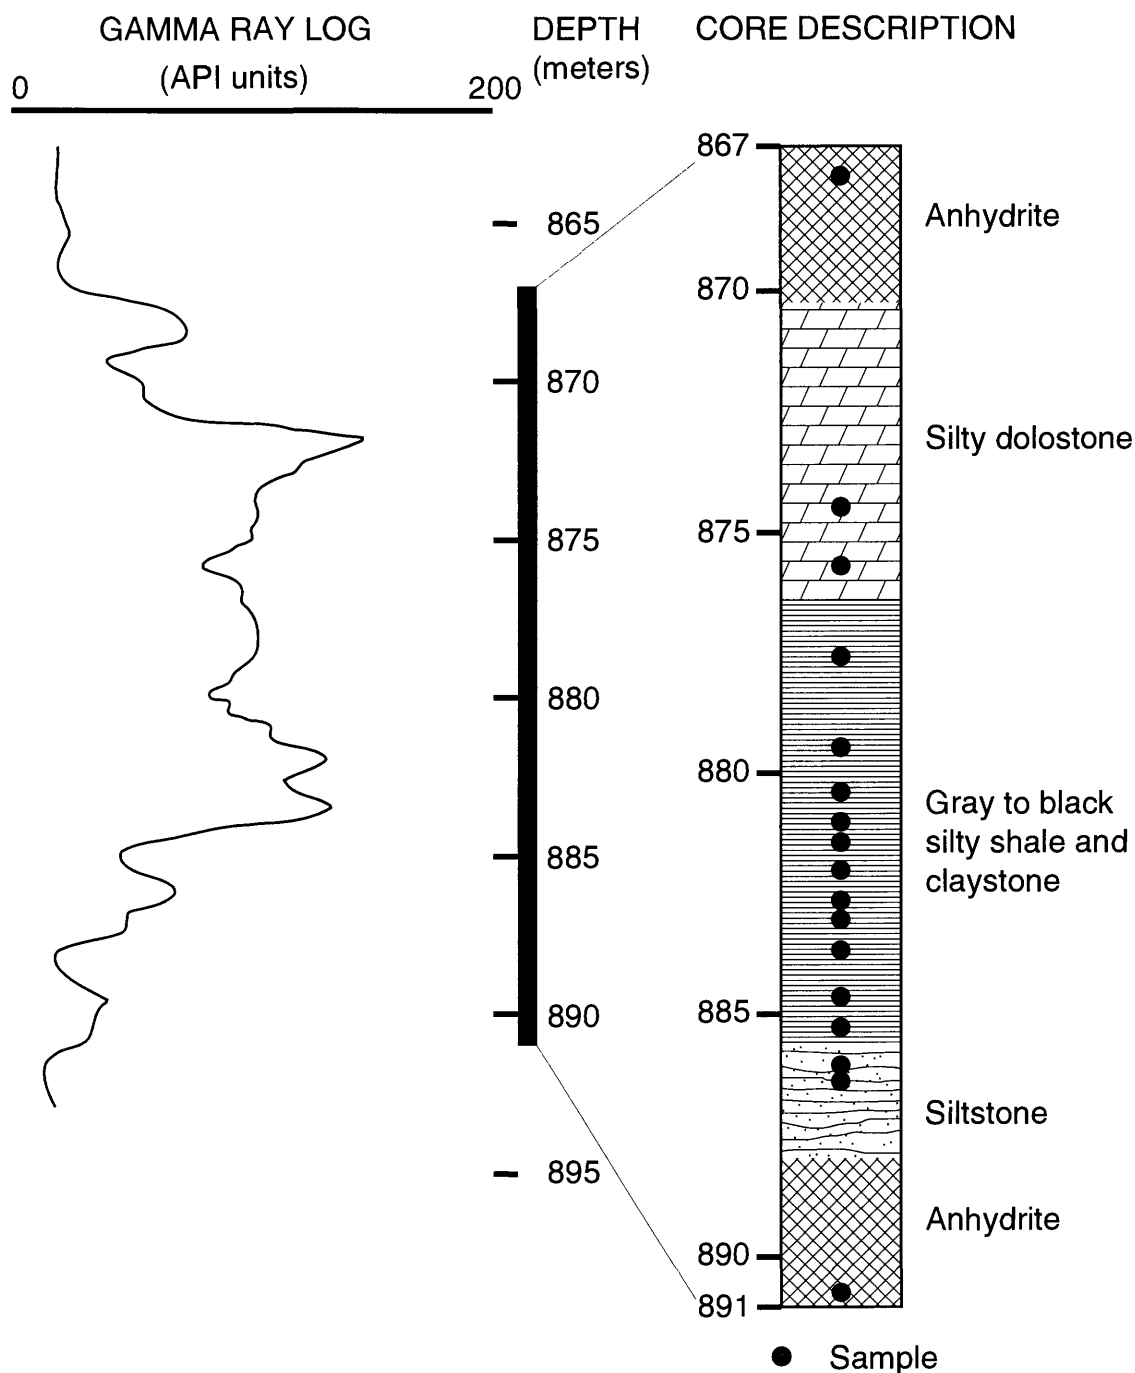 GAMMA RAY LOG
(API units)
0
200
DEPTH
(meters)
865
870
875
880
885
890
895
CORE DESCRIPTION
867
870
875
880
885
890
891
Anhydrite
Silty dolostone
Gray to black
silty shale and
claystone
Siltstone
Anhydrite
Sample